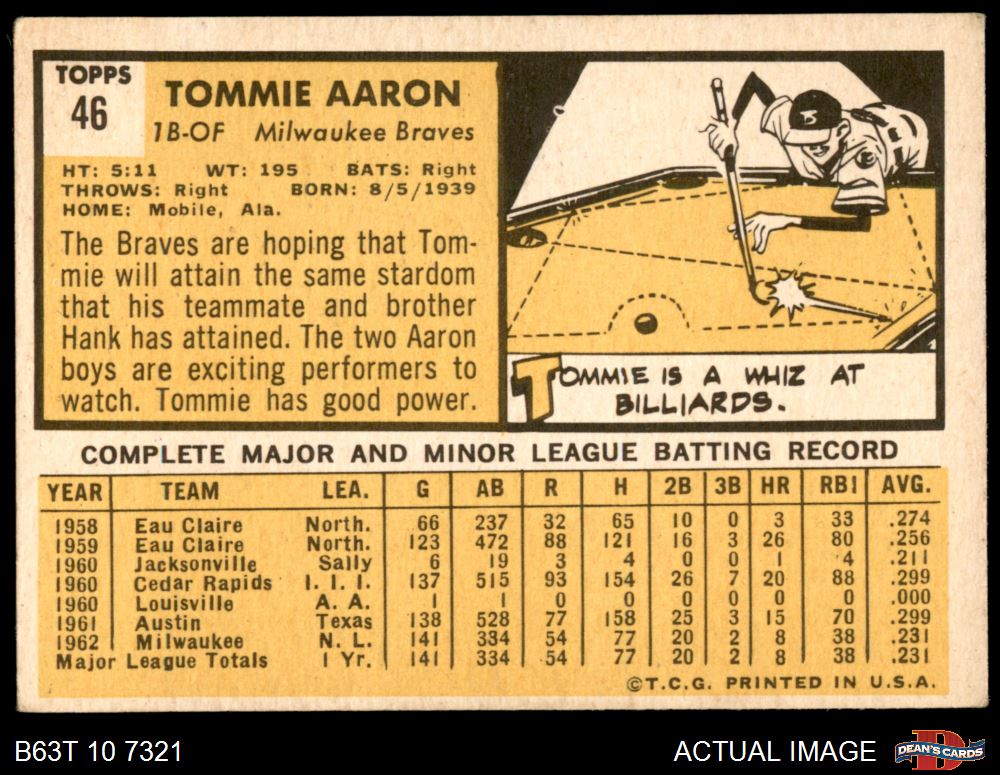 TOPPS
46
TOMMIE AARON
1B-OF Milwaukee Braves
HT: 5:11 WT: 195 BATS: Right
THROWS: Right BORN: 8/5/1939
HOME: Mobile, Ala.
The Braves are hoping that Tom-
mie will attain the same stardom
that his teammate and brother
Hank has attained. The two Aaron
boys are exciting performers to
watch. Tommie has good power.
B
TOMMIE IS A WHIZ AT
BILLIARDS.
COMPLETE MAJOR AND MINOR LEAGUE BATTING RECORD
YEAR TEAM LEA. G AB R H 2B 3B HR RBI AVG.
1958 Eau Claire North. 66 237 32 65 10 0 3 33 .274
1959 Eau Claire North. 123 472 88 121 16 3 26 80 .256
1960 Jacksonville Sally 6 19 3 4 0 0 1 4 .211
1960 Cedar Rapids I. I. I. 137 515 93 154 26 7 20 88 .299
1960 Louisville A. A. 1 1 0 0 0 0 0 0 .000
1961 Austin Texas 138 528 77 158 25 3 15 70 .299
1962 Milwaukee N. L. 141 334 54 77 20 2 8 38 .231
Major League Totals 1 Yr. 141 334 54 77 20 2 8 38 .231
©T.C.G. PRINTED IN U.S.A.
B63T 10 7321
ACTUAL IMAGE
D
DEAN'S CARDS